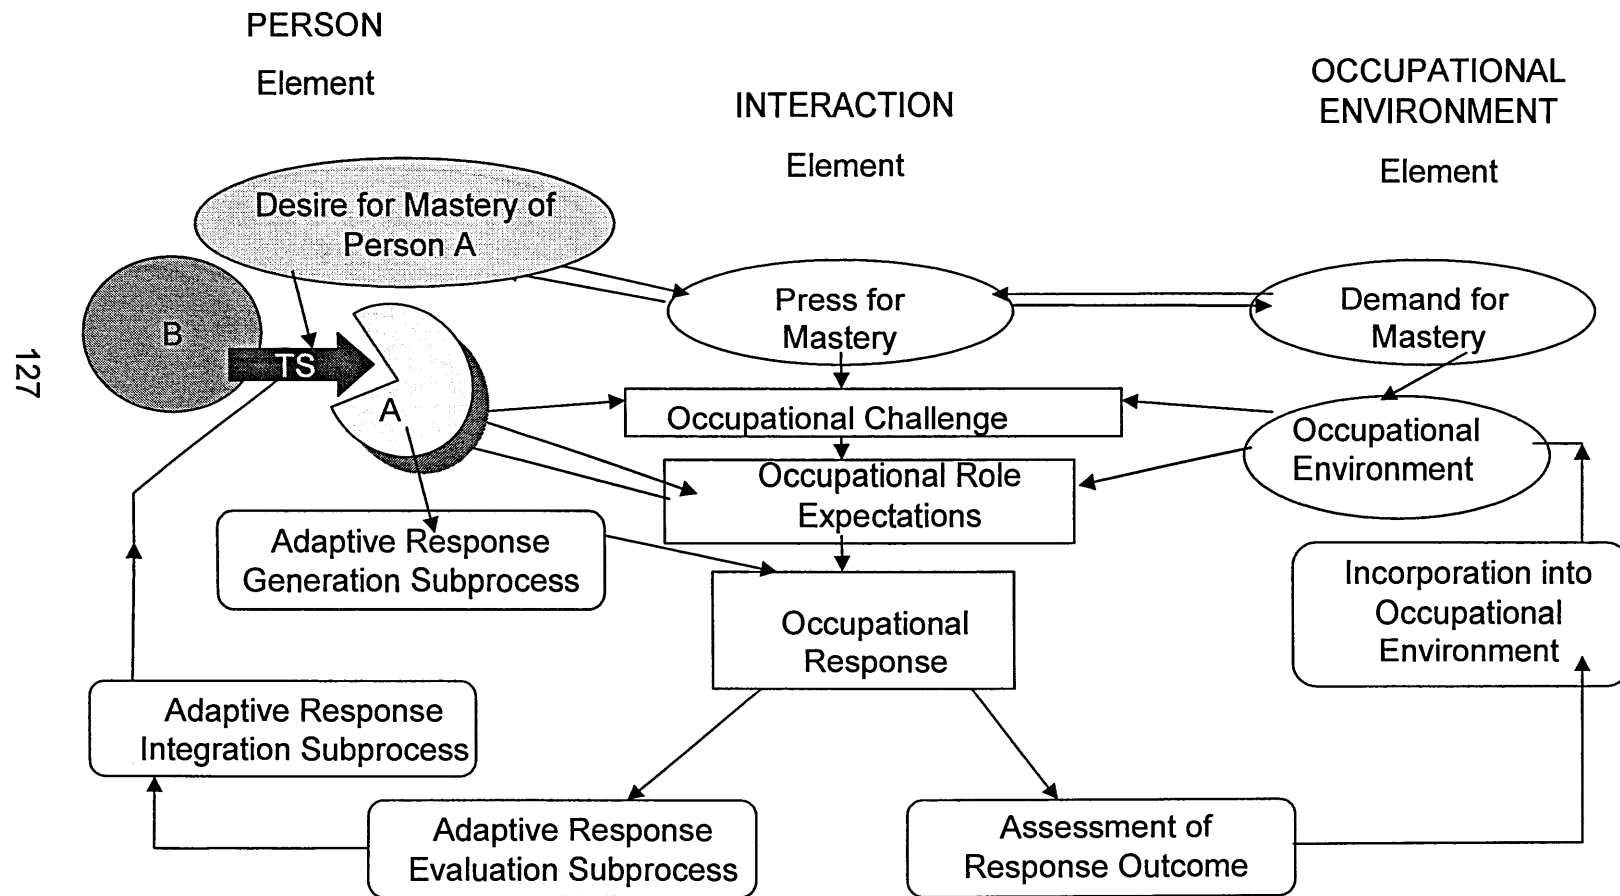 PERSON
Element
INTERACTION
Element
OCCUPATIONAL
ENVIRONMENT
Element
Desire for Mastery of
Person A
B
TS
A
Press for
Mastery
Demand for
Mastery
Occupational Challenge
Occupational
Environment
Occupational Role
Expectations
Adaptive Response
Generation Subprocess
Occupational
Response
Incorporation into
Occupational
Environment
Adaptive Response
Integration Subprocess
Adaptive Response
Evaluation Subprocess
Assessment of
Response Outcome
127